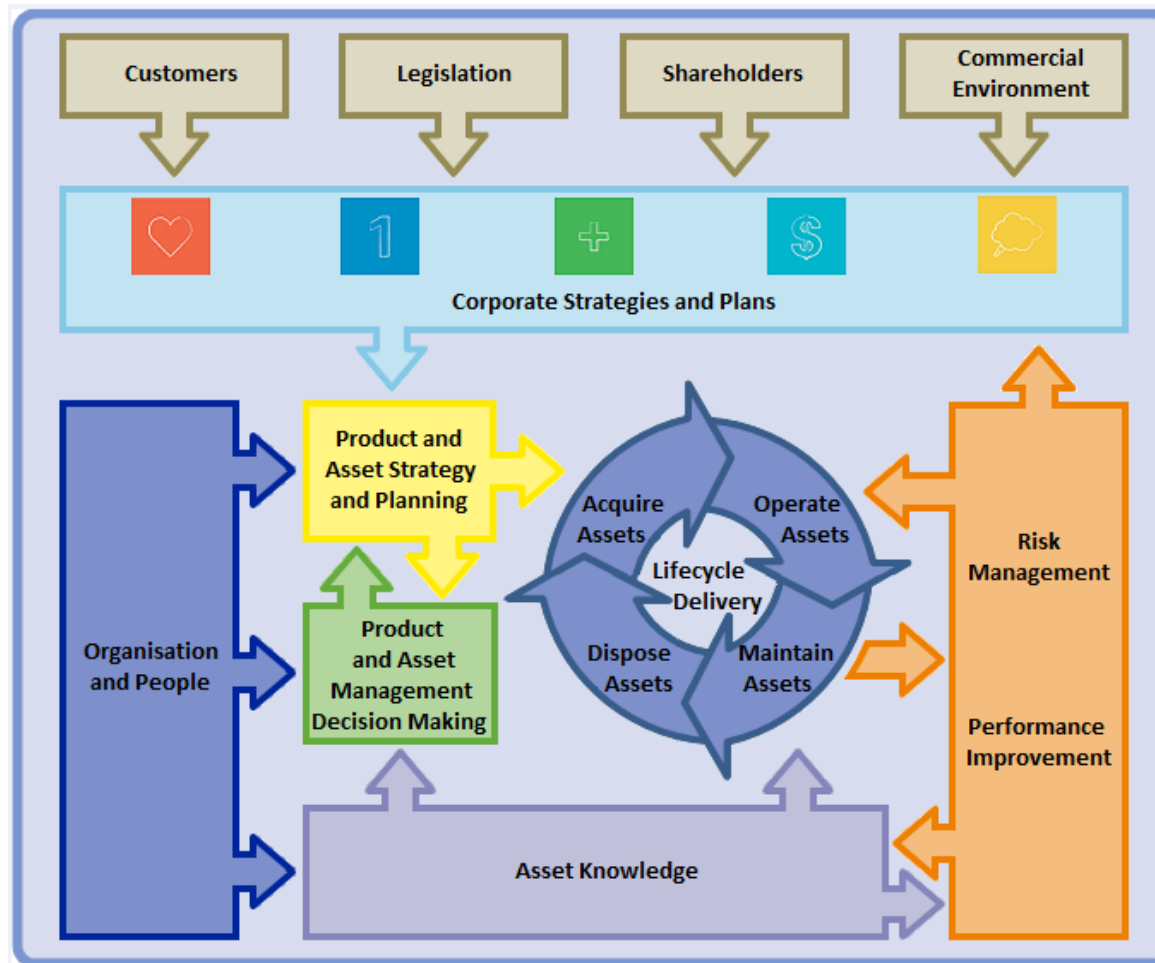 Customers
Legislation
Shareholders
Commercial
Environment
1
+
$
Corporate Strategies and Plans
Organisation
and People
Product and
Asset Strategy
and Planning
Product
and Asset
Management
Decision Making
Acquire
Assets
Operate
Assets
Lifecycle
Delivery
Dispose
Assets
Maintain
Assets
Risk
Management
Performance
Improvement
Asset Knowledge